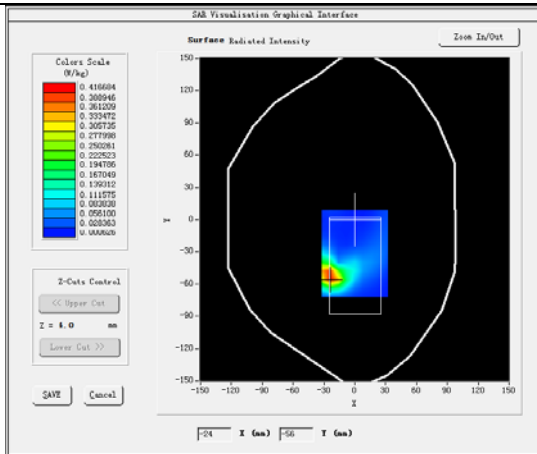 SAR Visualisation Graphical Interface
Surface Radiated Intensity
Zoom In/Out
Colors Scale
(W/kg)
0.416684
0.388946
0.361209
0.333472
0.305735
0.277998
0.250261
0.222523
0.194786
0.167049
0.139312
0.111575
0.083838
0.056100
0.028363
0.000626
150
120
90
60
30
0
-30
-60
-90
-120
-150
Y
-150 -120 -90 -60 -30 0 30 60 90 120 150
X
Z-Cuts Control
<< Upper Cut
Z = 4.0 mm
Lower Cut >>
SAVE Cancel
-24 X (mm) -56 Y (mm)